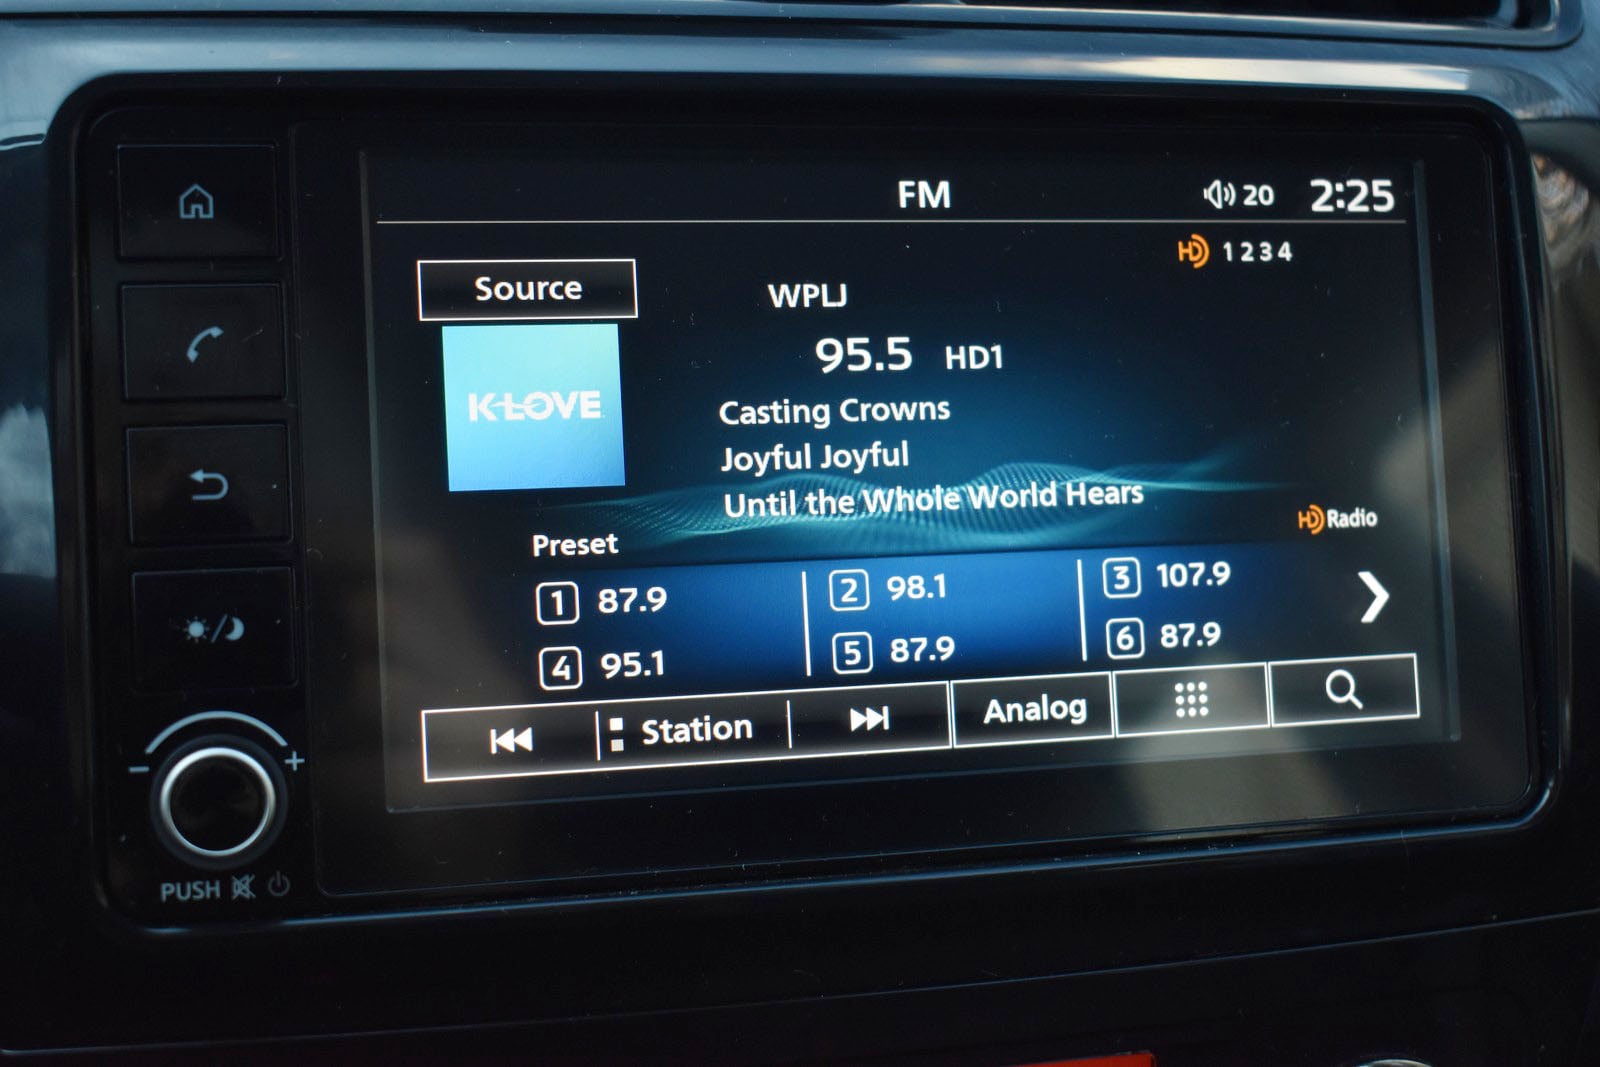 FM 20 2:25
HD 1 2 3 4
Source
WPLJ
95.5 HD1
K-LOVE
Casting Crowns
Joyful Joyful
Until the Whole World Hears
HD Radio
Preset
1 87.9 2 98.1 3 107.9
4 95.1 5 87.9 6 87.9
Station Analog
- +
PUSH